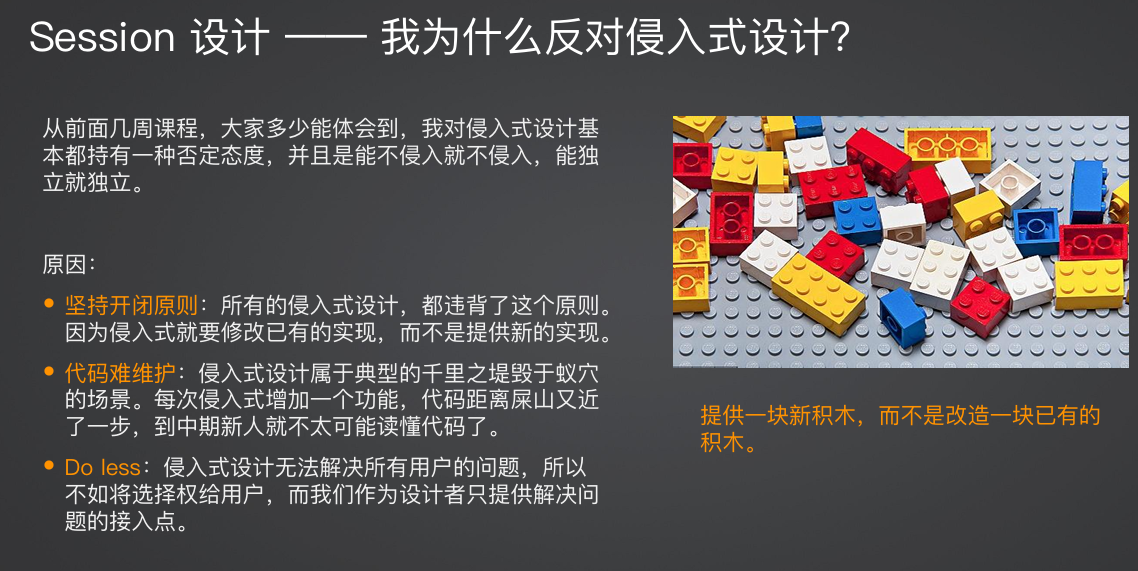 Session 设计 —— 我为什么反对侵入式设计?
从前面几周课程，大家多少能体会到，我对侵入式设计基
本都持有一种否定态度，并且是能不侵入就不侵入，能独
立就独立。
原因：
• 坚持开闭原则：所有的侵入式设计，都违背了这个原则。
因为侵入式就要修改已有的实现，而不是提供新的实现。
• 代码难维护：侵入式设计属于典型的千里之堤毁于蚁穴
的场景。每次侵入式增加一个功能，代码距离屎山又近
了一步，到中期新人就不太可能读懂代码了。
• Do less：侵入式设计无法解决所有用户的问题，所以
不如将选择权给用户，而我们作为设计者只提供解决问
题的接入点。
提供一块新积木，而不是改造一块已有的
积木。